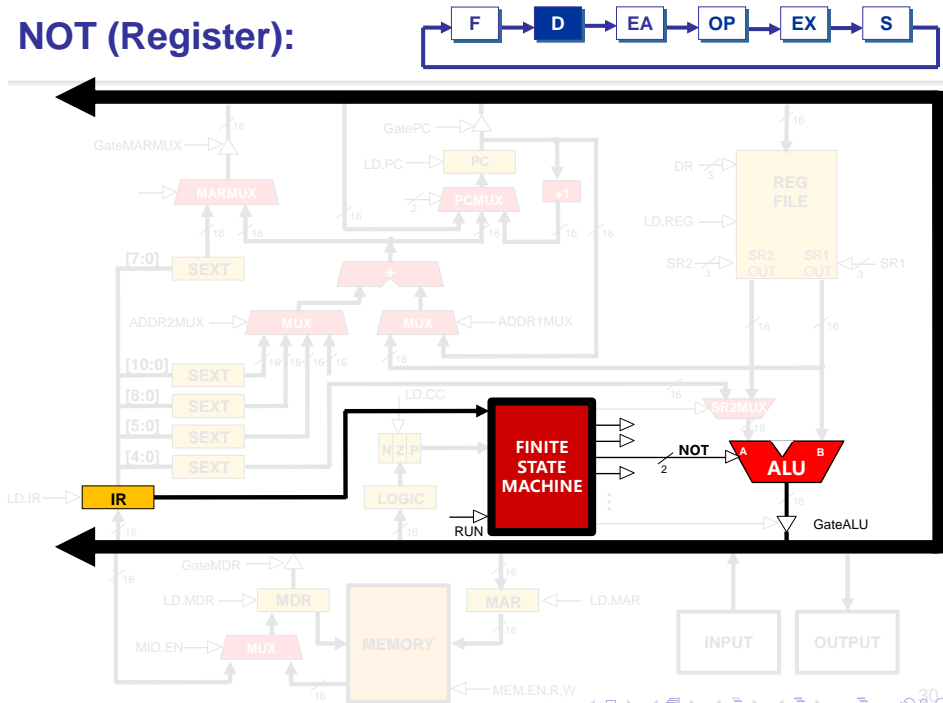 NOT (Register):
F D EA OP EX S
16 16 16
GatePC
GateMARMUX
LD.PC PC
DR 3
REG
FILE
MARMUX
2 PCMUX +1
16
LD.REG
16 16 16 16 16 16
[7:0] SEXT
SR2 3 SR2
OUT SR1
OUT 3 SR1
+
ADDR2MUX MUX MUX ADDR1MUX
16 16
16 16 16 16 16
[10:0] SEXT
[8:0] SEXT
LD.CC
16
SR2MUX
16
[5:0] SEXT
N Z P
FINITE
STATE
MACHINE
NOT
2
A B
ALU
[4:0] SEXT
LD.IR IR
LOGIC
16
RUN
GateALU
16 16
GateMDR
16 16
LD.MDR MDR MAR LD.MAR
16
MIO.EN MUX MEMORY
INPUT OUTPUT
16
MEM.EN,R,W
30